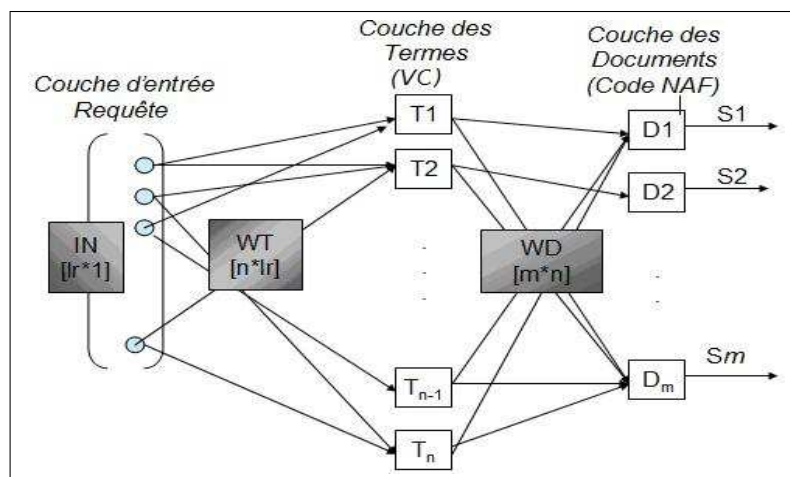 Couche d'entrée
Requête
IN
[lr*1]
WT
[n*lr]
Couche des
Termes
(VC)
T1
T2
.
.
.
Tn-1
Tn
WD
[m*n]
Couche des
Documents
(Code NAF)
D1
S1
D2
S2
.
.
Dm
Sm